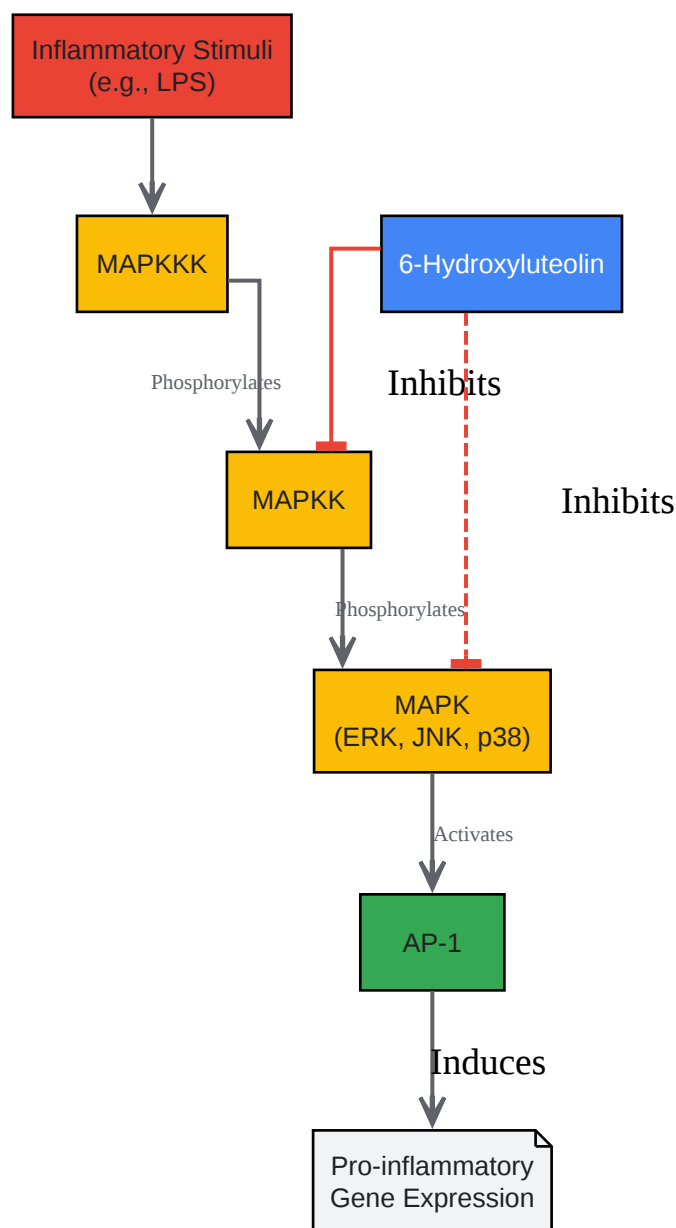 Inflammatory Stimuli
(e.g., LPS)
MAPKKK
6-Hydroxyluteolin
Phosphorylates
Inhibits
MAPKK
Inhibits
Phosphorylates
MAPK
(ERK, JNK, p38)
Activates
AP-1
Induces
Pro-inflammatory
Gene Expression